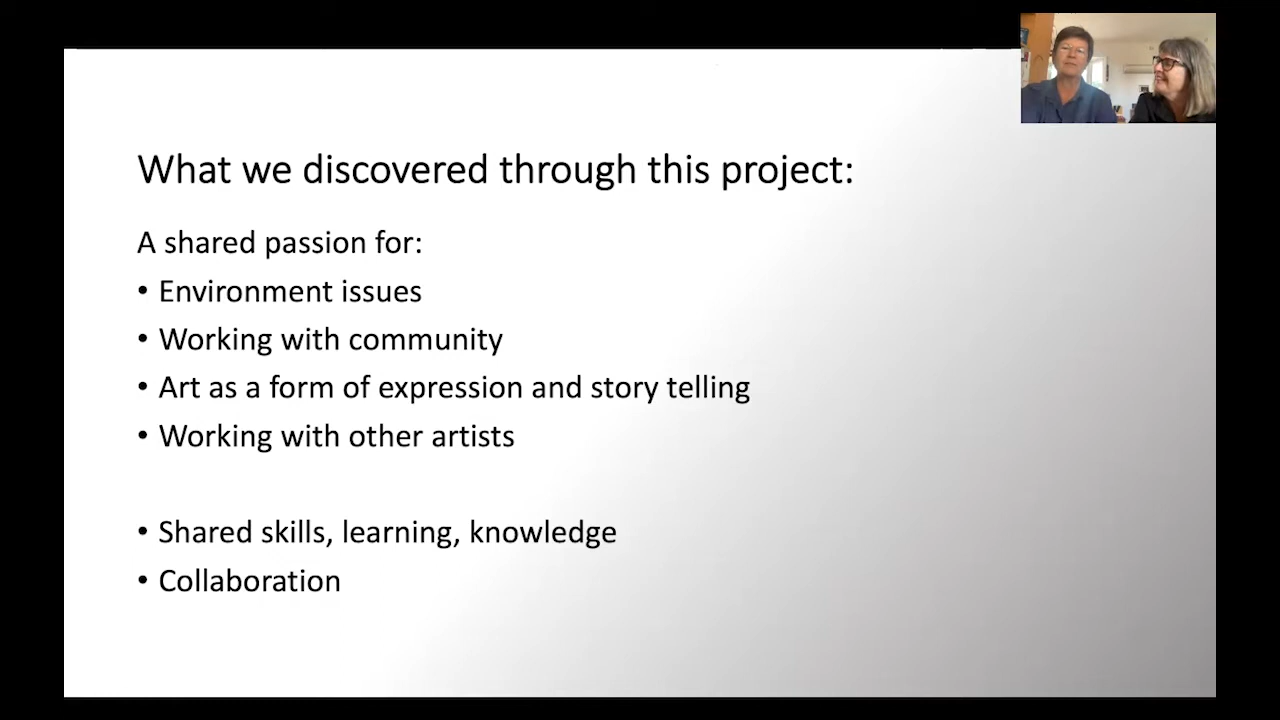 What we discovered through this project:
A shared passion for:
• Environment issues
• Working with community
• Art as a form of expression and story telling
• Working with other artists
• Shared skills, learning, knowledge
• Collaboration